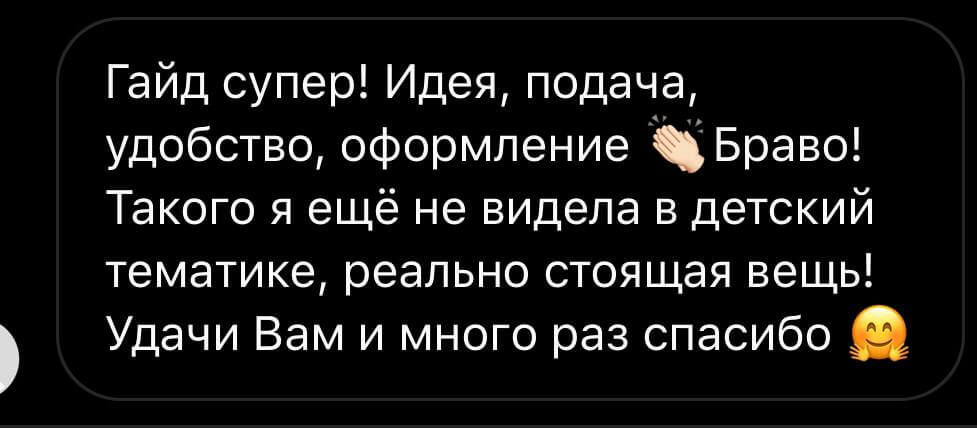 Гайд супер! Идея, подача,
удобство, оформление 👏🏻Браво!
Такого я ещё не видела в детский
тематике, реально стоящая вещь!
Удачи Вам и много раз спасибо 🤗